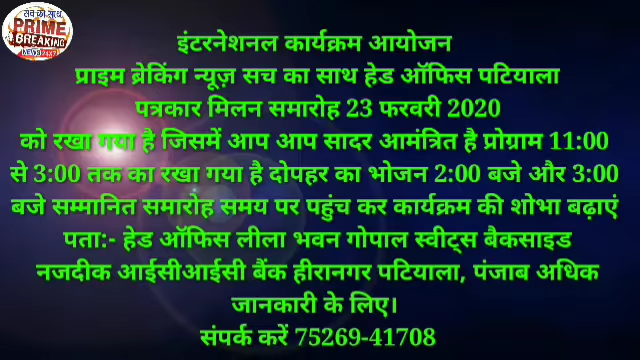 सच का साथ
PRIME
BREAKING
NEWS 24X7
इंटरनेशनल कार्यक्रम आयोजन
प्राइम ब्रेकिंग न्यूज़ सच का साथ हेड ऑफिस पटियाला
पत्रकार मिलन समारोह 23 फरवरी 2020
को रखा गया है जिसमें आप आप सादर आमंत्रित है प्रोग्राम 11:00
से 3:00 तक का रखा गया है दोपहर का भोजन 2:00 बजे और 3:00
बजे सम्मानित समारोह समय पर पहुंच कर कार्यक्रम की शोभा बढ़ाएं
पता:- हेड ऑफिस लीला भवन गोपाल स्वीट्स बैकसाइड
नजदीक आईसीआईसी बैंक हीरानगर पटियाला, पंजाब अधिक
जानकारी के लिए।
संपर्क करें 75269-41708